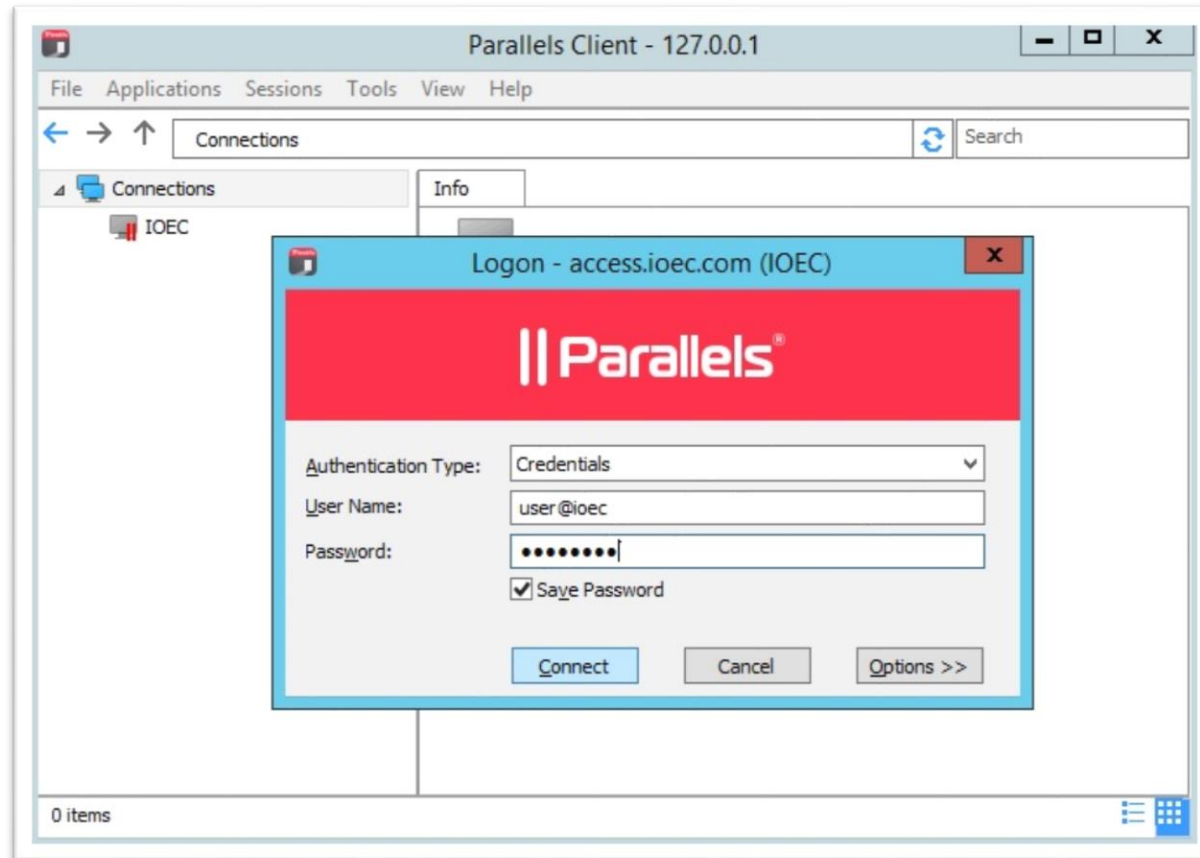 Parallels Client - 127.0.0.1
File Applications Sessions Tools View Help
Connections
Search
Connections
Info
IOEC
Logon - access.ioec.com (IOEC)
Parallels®
Authentication Type: Credentials
User Name: user@ioec
Password: ••••••••
Save Password
Connect Cancel Options >>
0 items